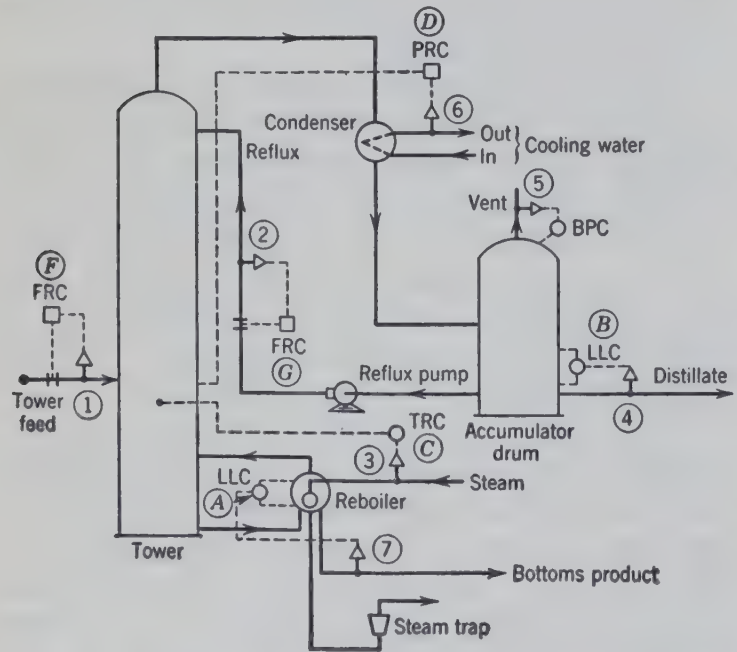 D
PRC
6
Condenser
Out
In
Cooling water
Reflux
5
Vent
BPC
2
F
FRC
B
LLC
FRC
G
Reflux pump
Distillate
Tower
feed
1
4
Accumulator
drum
TRC
C
3
Steam
LLC
A
Reboiler
7
Tower
Bottoms product
Steam trap